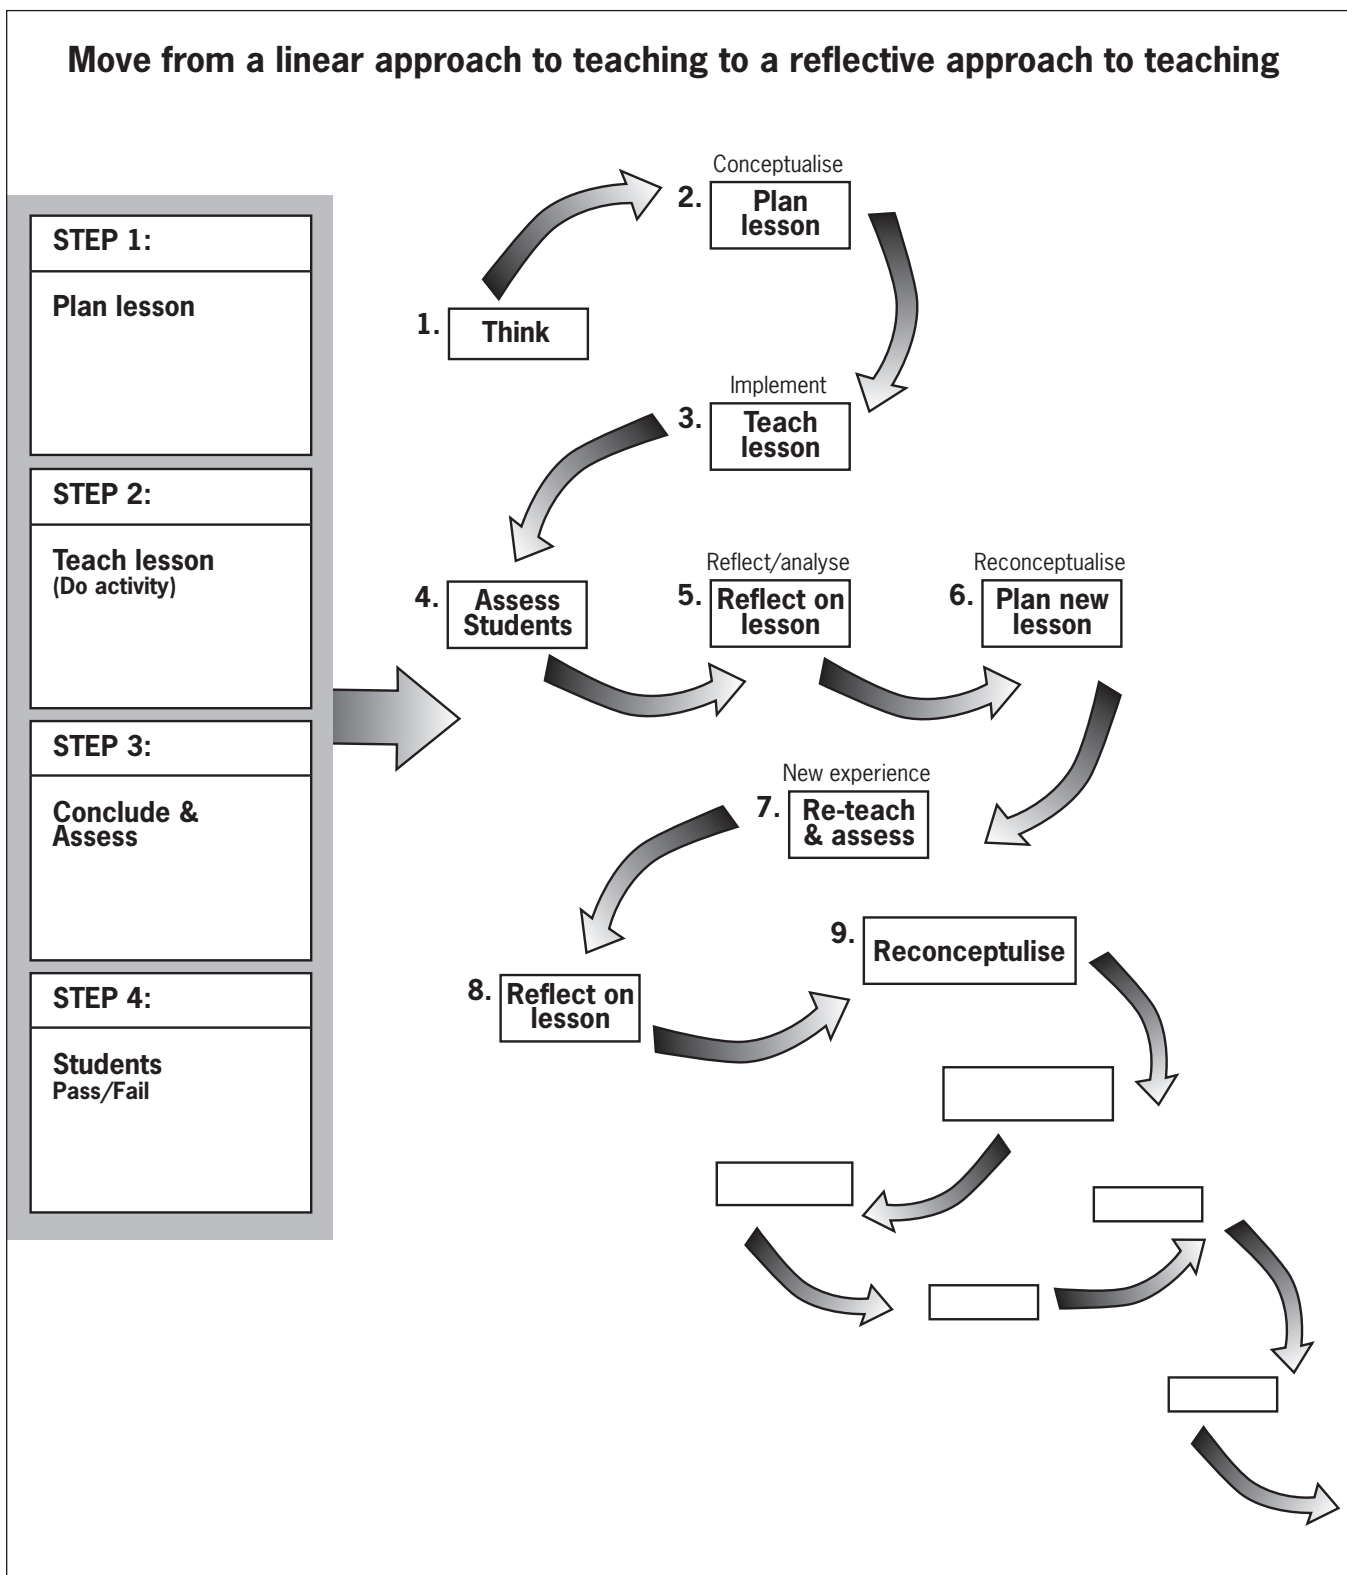 Move from a linear approach to teaching to a reflective approach to teaching
STEP 1:
Plan lesson
STEP 2:
Teach lesson
(Do activity)
STEP 3:
Conclude &
Assess
STEP 4:
Students
Pass/Fail
1.
Think
Conceptualise
2.
Plan
lesson
Implement
3.
Teach
lesson
4.
Assess
Students
Reflect/analyse
5.
Reflect on
lesson
Reconceptualise
6.
Plan new
lesson
New experience
7.
Re-teach
& assess
8.
Reflect on
lesson
9.
Reconceptulise